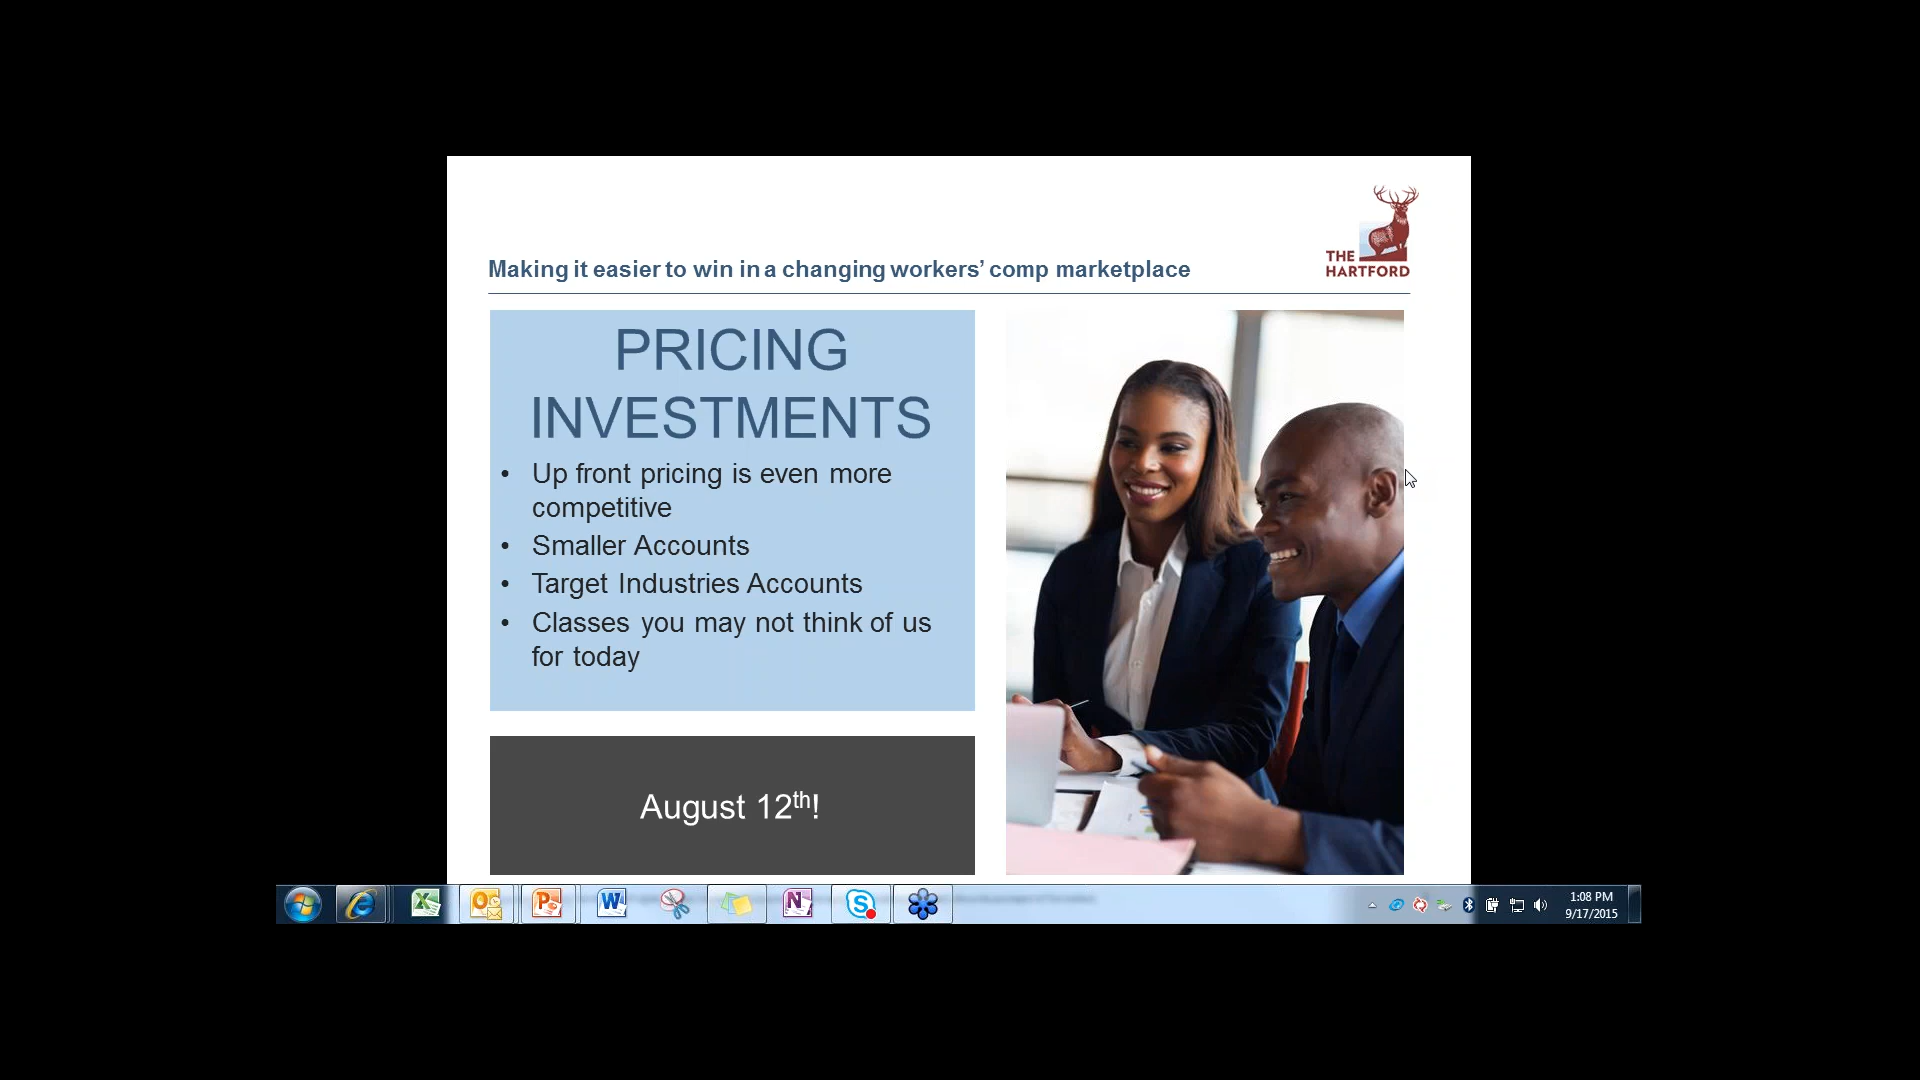 THE
HARTFORD
Making it easier to win in a changing workers’ comp marketplace
PRICING
INVESTMENTS
• Up front pricing is even more
competitive
• Smaller Accounts
• Target Industries Accounts
• Classes you may not think of us
for today
August 12th!
1:08 PM
9/17/2015